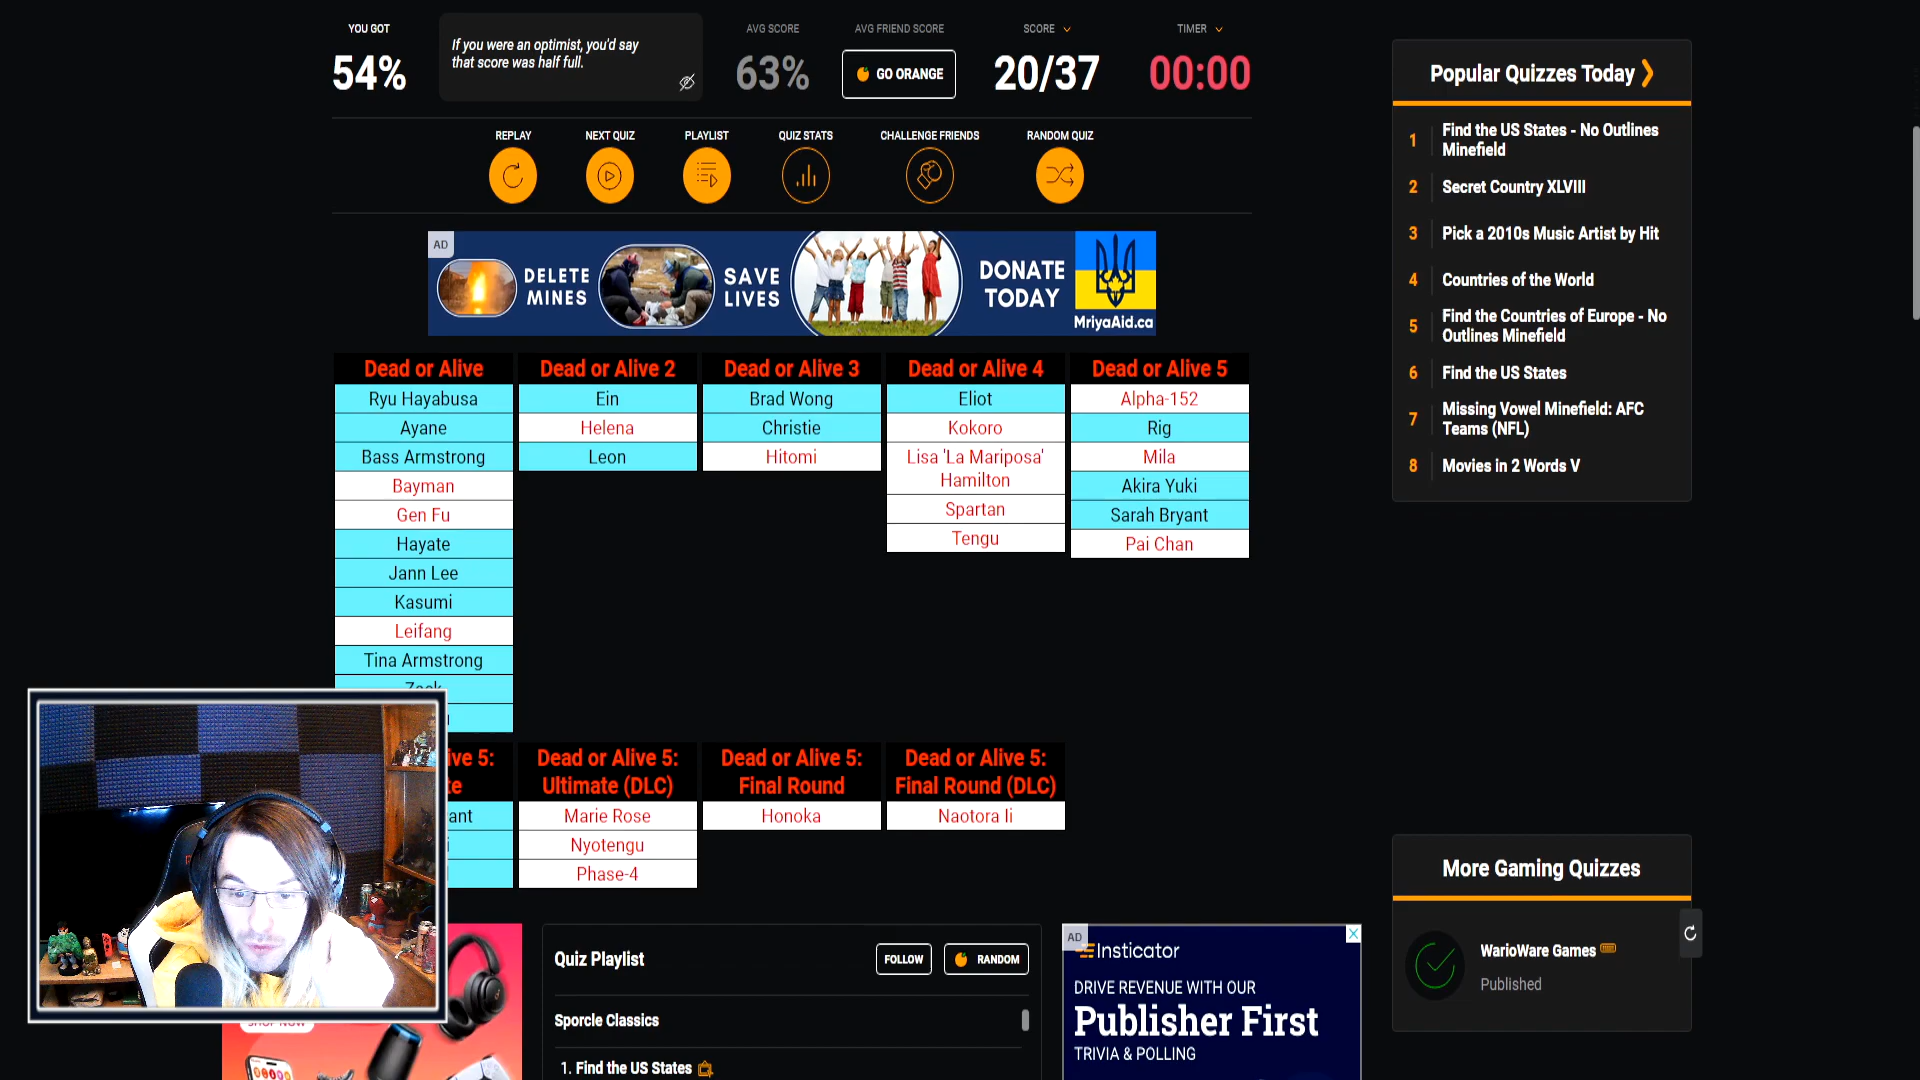 YOU GOT
54%
If you were an optimist, you'd say
that score was half full.
AVG SCORE
63%
AVG FRIEND SCORE
GO ORANGE
SCORE
20/37
TIMER
00:00
REPLAY
NEXT QUIZ
PLAYLIST
QUIZ STATS
CHALLENGE FRIENDS
RANDOM QUIZ
AD
DELETE
MINES
SAVE
LIVES
DONATE
TODAY
MriyaAid.ca
Dead or Alive
Ryu Hayabusa
Ayane
Bass Armstrong
Bayman
Gen Fu
Hayate
Jann Lee
Kasumi
Leifang
Tina Armstrong
Zack
Dead or Alive 2
Ein
Helena
Leon
Dead or Alive 3
Brad Wong
Christie
Hitomi
Dead or Alive 4
Eliot
Kokoro
Lisa 'La Mariposa'
Hamilton
Spartan
Tengu
Dead or Alive 5
Alpha-152
Rig
Mila
Akira Yuki
Sarah Bryant
Pai Chan
ive 5:
te
ant
i
Dead or Alive 5:
Ultimate (DLC)
Marie Rose
Nyotengu
Phase-4
Dead or Alive 5:
Final Round
Honoka
Dead or Alive 5:
Final Round (DLC)
Naotora Ii
SHOP NOW
Quiz Playlist
FOLLOW
RANDOM
Sporcle Classics
1. Find the US States
AD
Insticator
DRIVE REVENUE WITH OUR
Publisher First
TRIVIA & POLLING
Popular Quizzes Today
1 Find the US States - No Outlines
Minefield
2 Secret Country XLVIII
3 Pick a 2010s Music Artist by Hit
4 Countries of the World
5 Find the Countries of Europe - No
Outlines Minefield
6 Find the US States
7 Missing Vowel Minefield: AFC
Teams (NFL)
8 Movies in 2 Words V
More Gaming Quizzes
WarioWare Games
Published